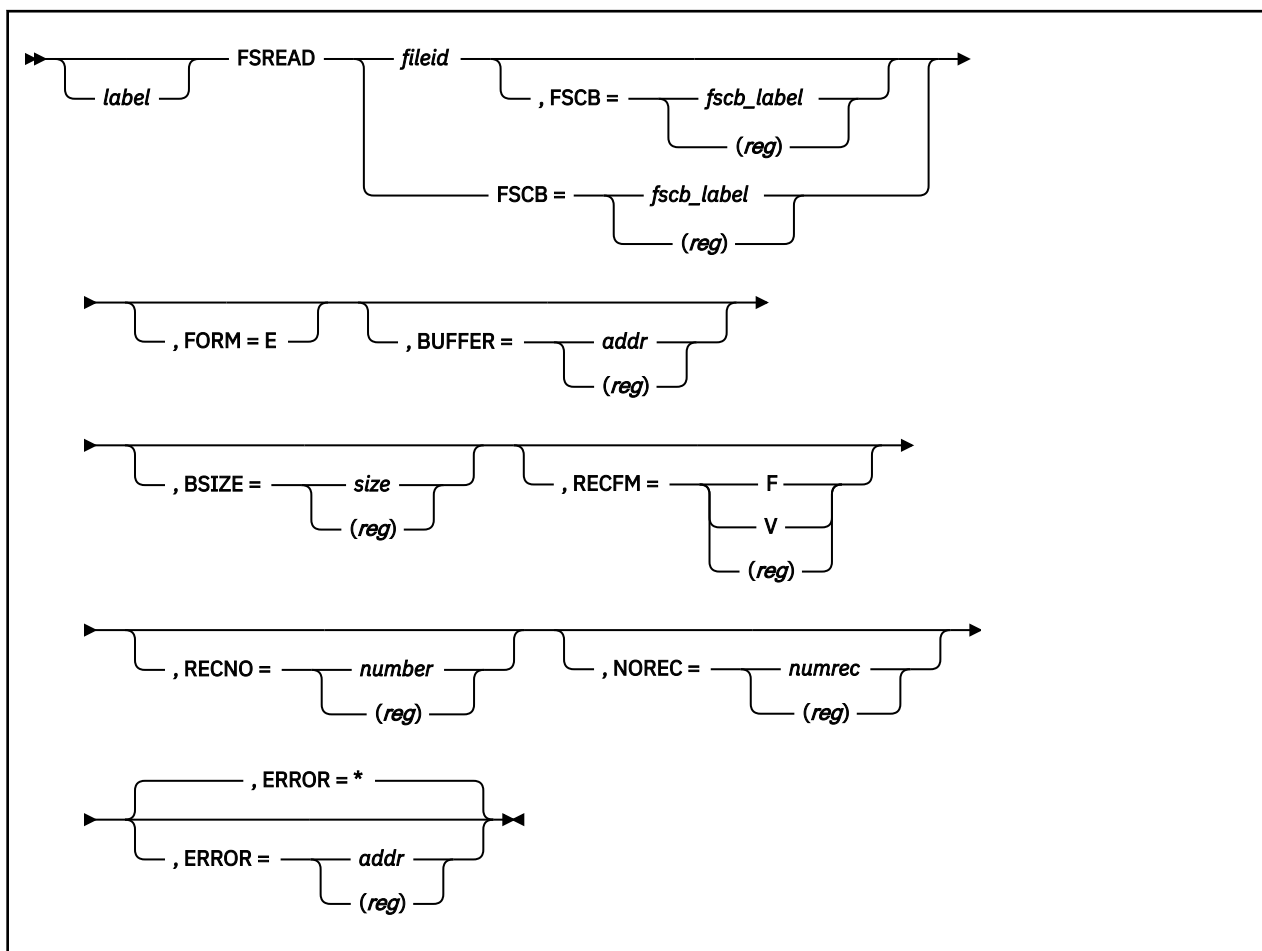 FSREAD fileid
label , FSCB = fscb_label
(reg)
FSCB = fscb_label
(reg)
, FORM = E , BUFFER = addr
(reg)
, BSIZE = size , RECFM = F
(reg) V
(reg)
, RECNO = number , NOREC = numrec
(reg) (reg)
, ERROR = *
, ERROR = addr
(reg)